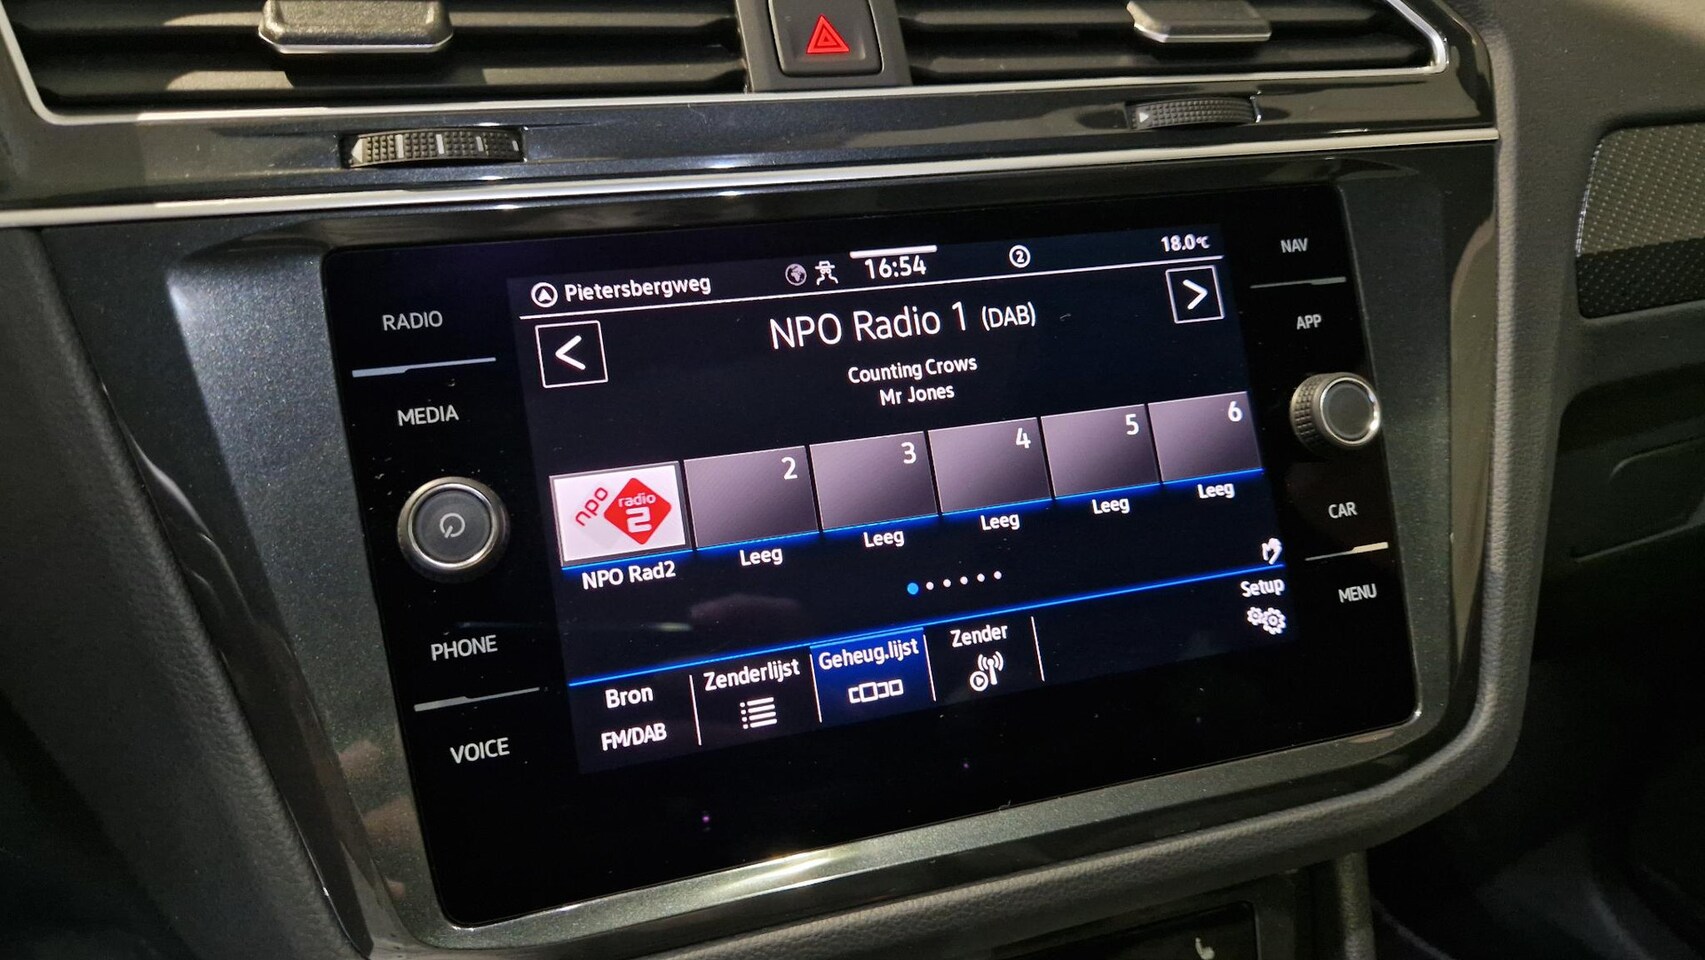 Pietersbergweg
16:54
2
18.0°C
NAV
RADIO
NPO Radio 1 (DAB)
APP
Counting Crows
Mr Jones
MEDIA
npo radio 2
2
3
4
5
6
NPO Rad2
Leeg
Leeg
Leeg
Leeg
Leeg
CAR
PHONE
Setup
MENU
Bron
FM/DAB
Zenderlijst
Geheug.lijst
Zender
VOICE